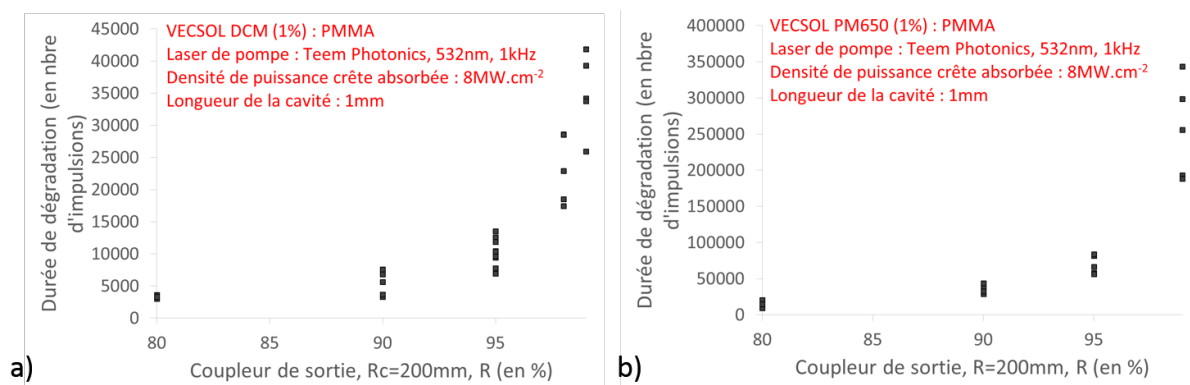 VECSOL DCM (1%) : PMMA
Laser de pompe : Teem Photonics, 532nm, 1kHz
Densité de puissance crête absorbée : 8MW.cm-2
Longueur de la cavité : 1mm
Durée de dégradation (en nbre
d'impulsions)
45000
40000
35000
30000
25000
20000
15000
10000
5000
0
80
85
90
95
Coupleur de sortie, Rc=200mm, R (en %)
a)
VECSOL PM650 (1%) : PMMA
Laser de pompe : Teem Photonics, 532nm, 1kHz
Densité de puissance crête absorbée : 8MW.cm-2
Longueur de la cavité : 1mm
Durée de dégradation (en nbre
d'impulsions)
400000
350000
300000
250000
200000
150000
100000
50000
0
80
85
90
95
Coupleur de sortie, R=200mm, R (en %)
b)